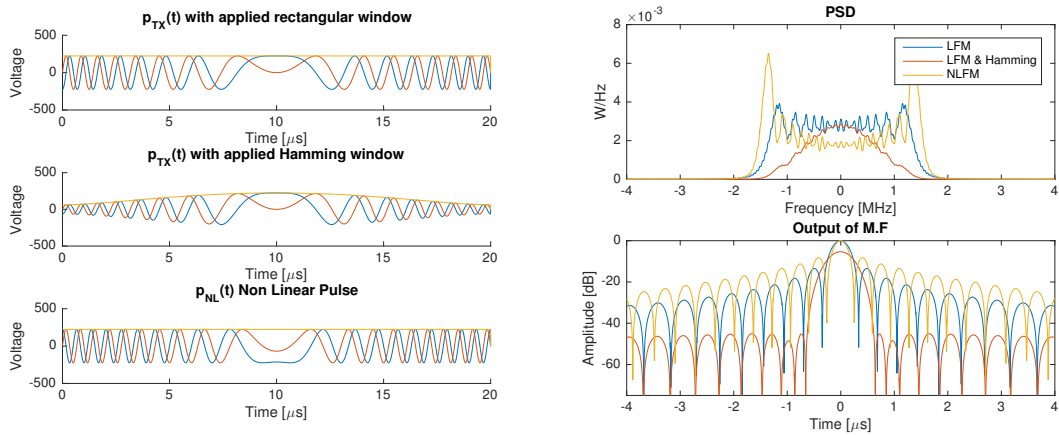 p_TX(t) with applied rectangular window
500
0
-500
Voltage
0 5 10 15 20
Time [μs]
p_TX(t) with applied Hamming window
500
0
-500
Voltage
0 5 10 15 20
Time [μs]
p_NL(t) Non Linear Pulse
500
0
-500
Voltage
0 5 10 15 20
Time [μs]
PSD
×10^-3
8
6
4
2
0
W/Hz
LFM
LFM & Hamming
NLFM
-4 -3 -2 -1 0 1 2 3 4
Frequency [MHz]
Output of M.F
0
-20
-40
-60
Amplitude [dB]
-4 -3 -2 -1 0 1 2 3 4
Time [μs]